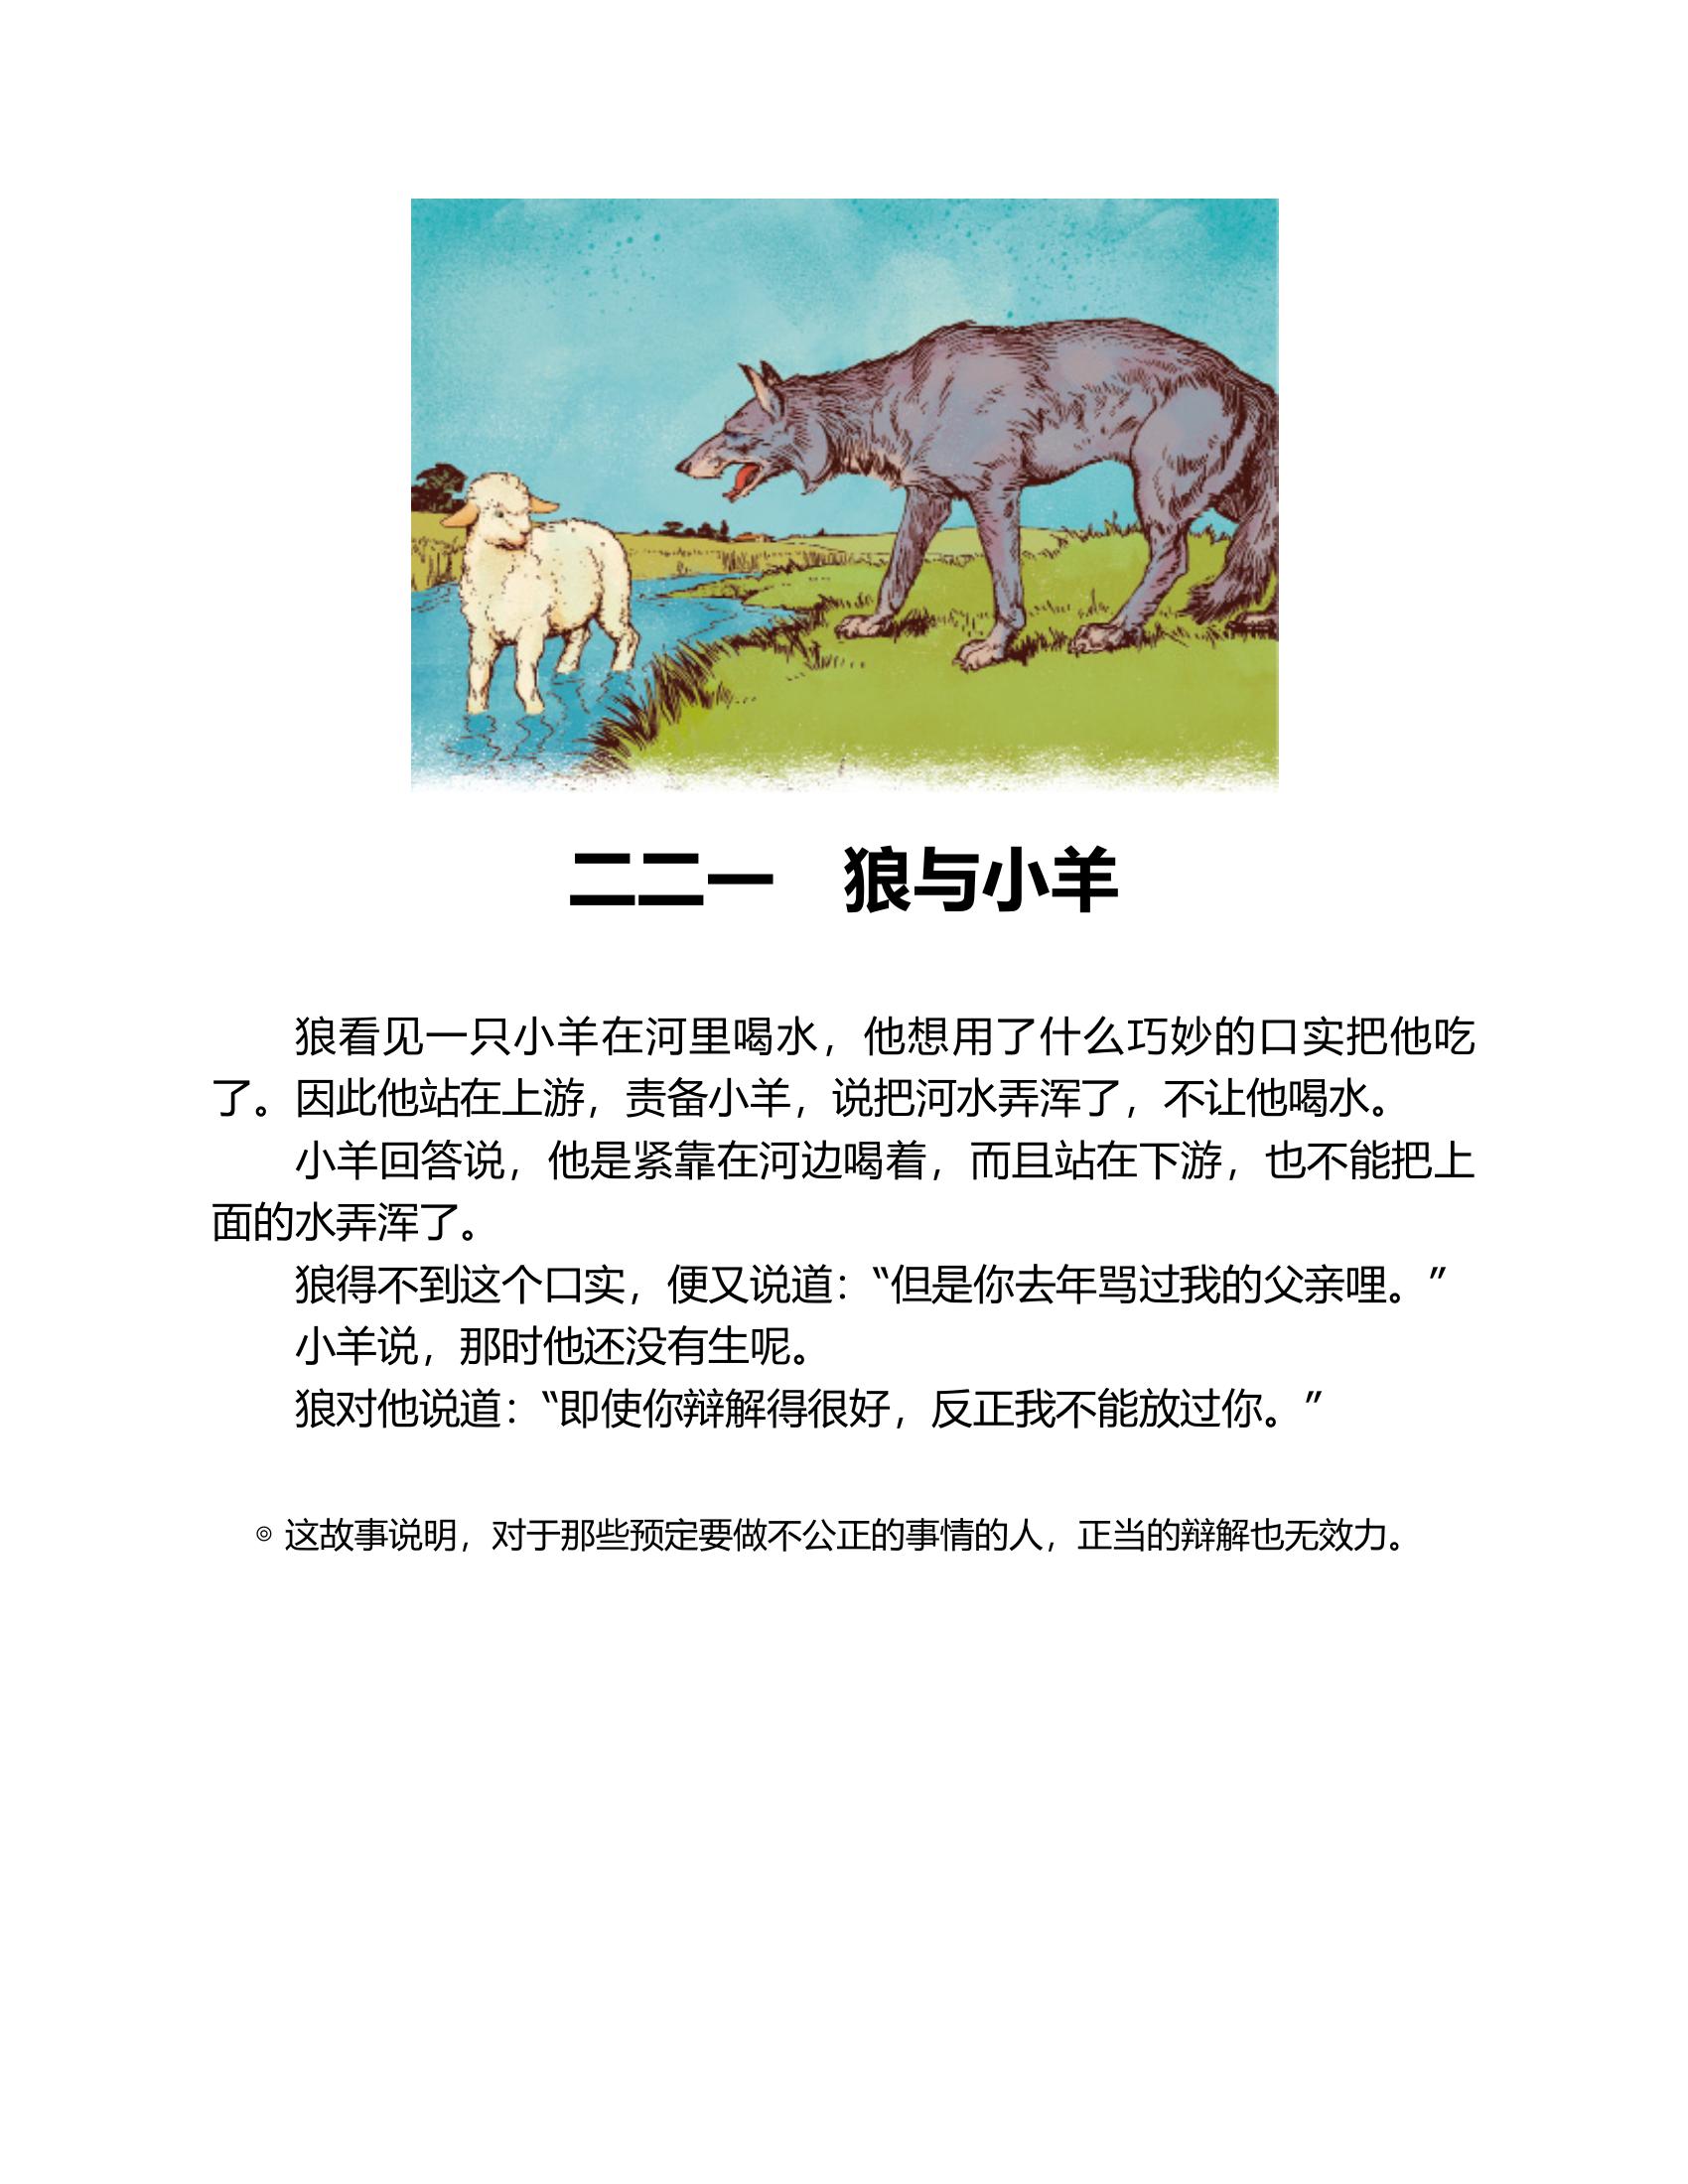 二二一　狼与小羊
狼看见一只小羊在河里喝水，他想用了什么巧妙的口实把他吃
了。因此他站在上游，责备小羊，说把河水弄浑了，不让他喝水。
小羊回答说，他是紧靠在河边喝着，而且站在下游，也不能把上
面的水弄浑了。
狼得不到这个口实，便又说道：“但是你去年骂过我的父亲哩。”
小羊说，那时他还没有生呢。
狼对他说道：“即使你辩解得很好，反正我不能放过你。”
◎ 这故事说明，对于那些预定要做不公正的事情的人，正当的辩解也无效力。